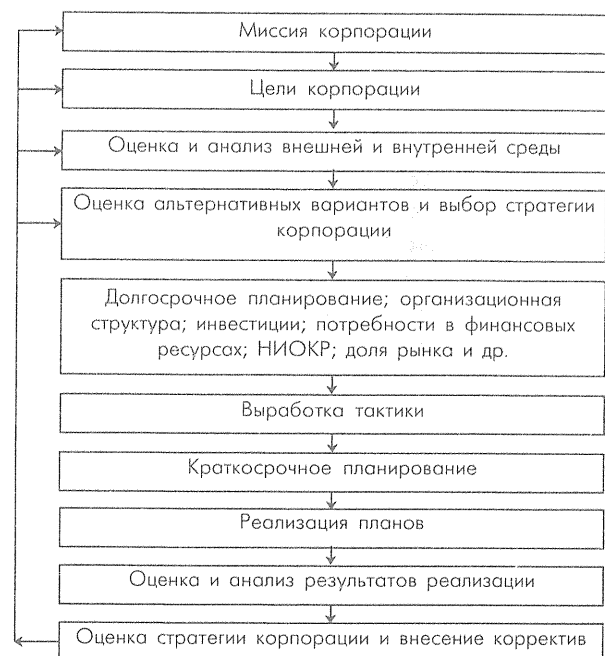 Миссия корпорации
Цели корпорации
Оценка и анализ внешней и внутренней среды
Оценка альтернативных вариантов и выбор стратегии
корпорации
Долгосрочное планирование; организационная
структура; инвестиции; потребности в финансовых
ресурсах; НИОКР; доля рынка и др.
Выработка тактики
Краткосрочное планирование
Реализация планов
Оценка и анализ результатов реализации
Оценка стратегии корпорации и внесение корректив